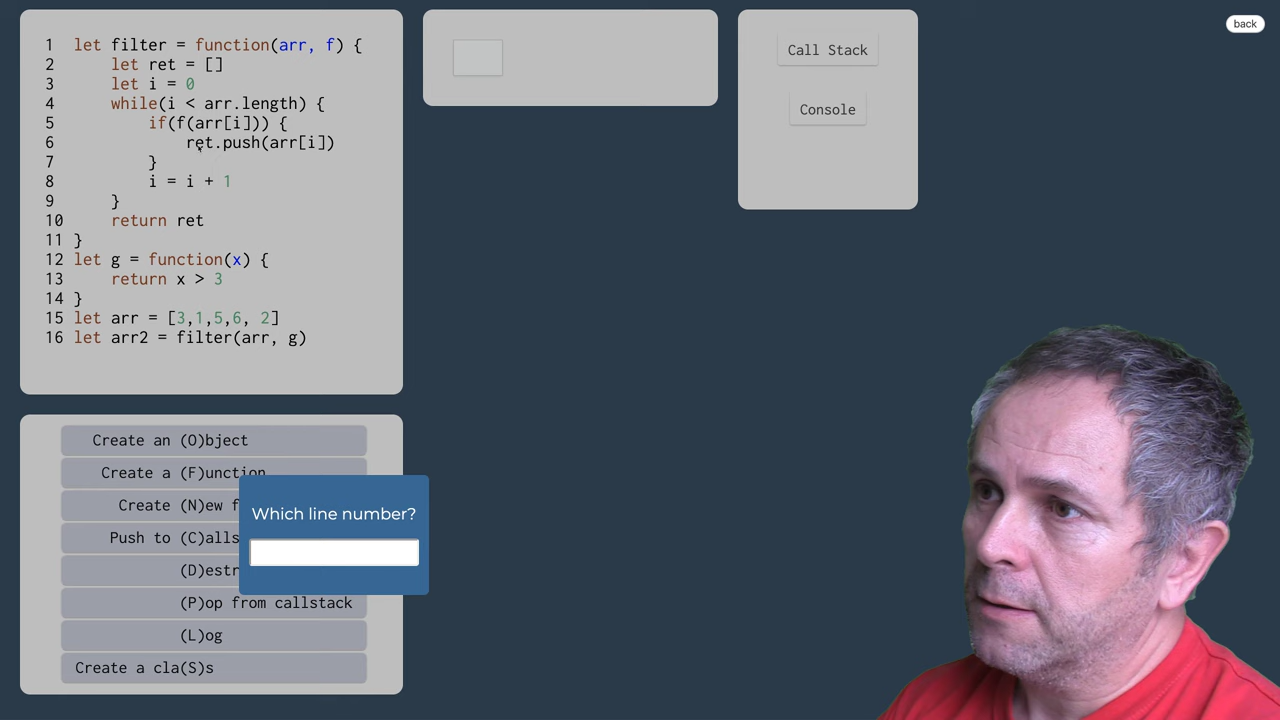 1 let filter = function(arr, f) {
2 let ret = []
3 let i = 0
4 while(i < arr.length) {
5 if(f(arr[i])) {
6 ret.push(arr[i])
7 }
8 i = i + 1
9 }
10 return ret
11 }
12 let g = function(x) {
13 return x > 3
14 }
15 let arr = [3,1,5,6, 2]
16 let arr2 = filter(arr, g)
Call Stack
Console
back
Create an (O)bject
Create a (F)unction
Create (N)ew f
Push to (C)alls
(D)estr
(P)op from callstack
(L)og
Create a cla(S)s
Which line number?